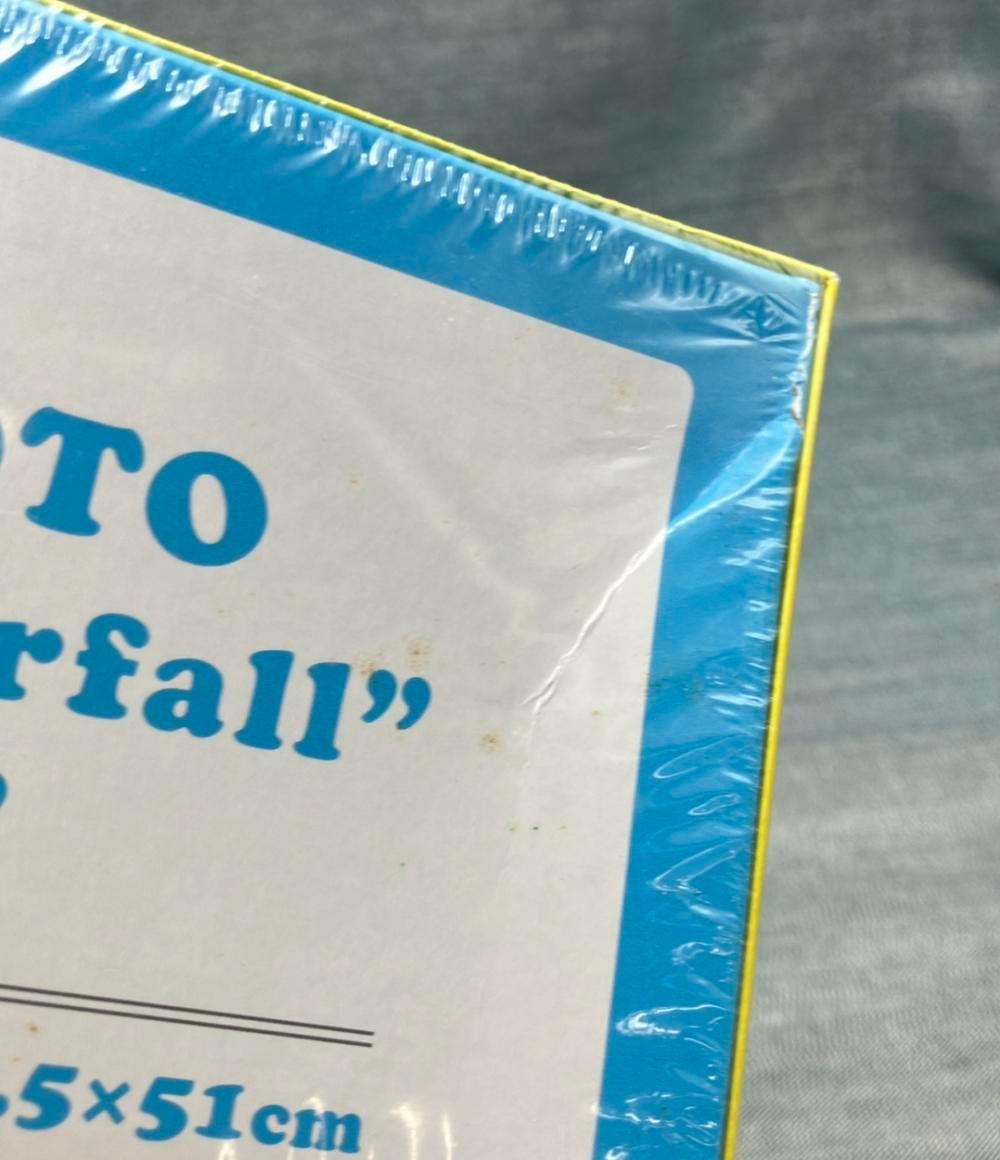 OTO
rfall”
.5×51cm